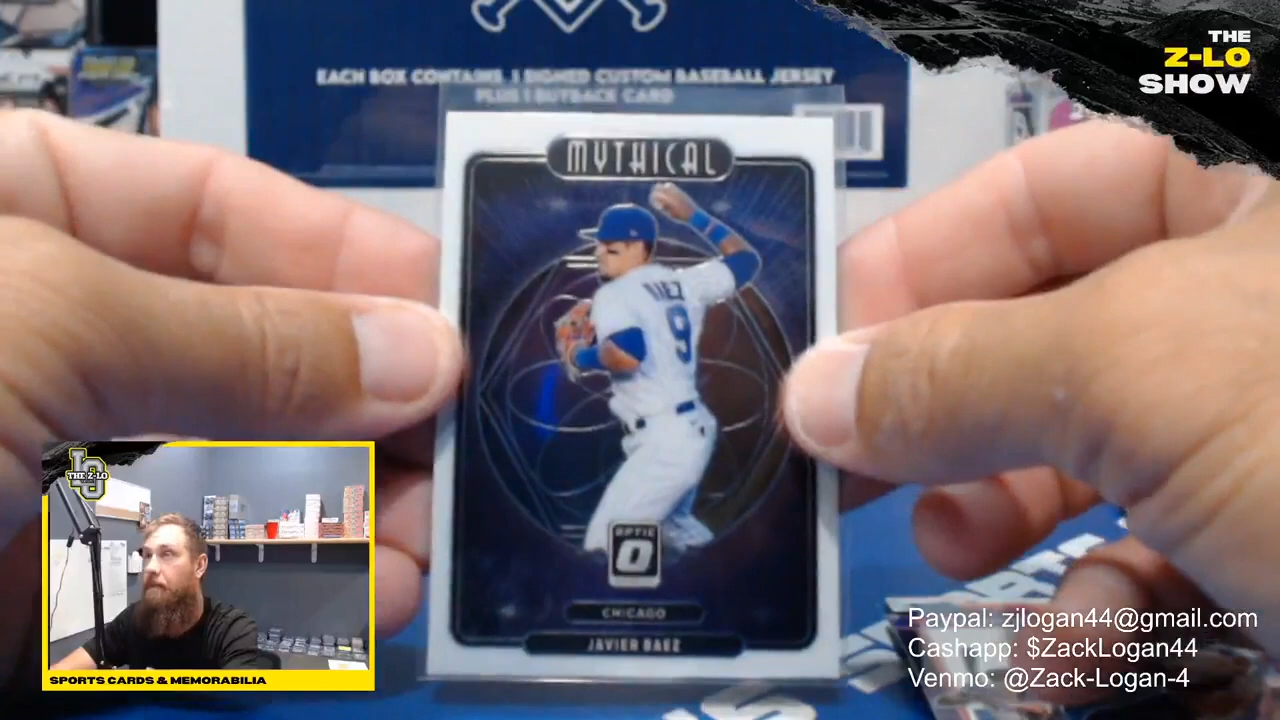 EACH BOX CONTAINS 1 SIGNED CUSTOM BASEBALL JERSEY
PLUS 1 BUYBACK CARD
THE
Z-LO
SHOW
MYTHICAL
BAEZ
9
OPTIC
CHICAGO
JAVIER BAEZ
THE Z-LO
SPORTS CARDS & MEMORABILIA
Paypal: zjlogan44@gmail.com
Cashapp: $ZackLogan44
Venmo: @Zack-Logan-4